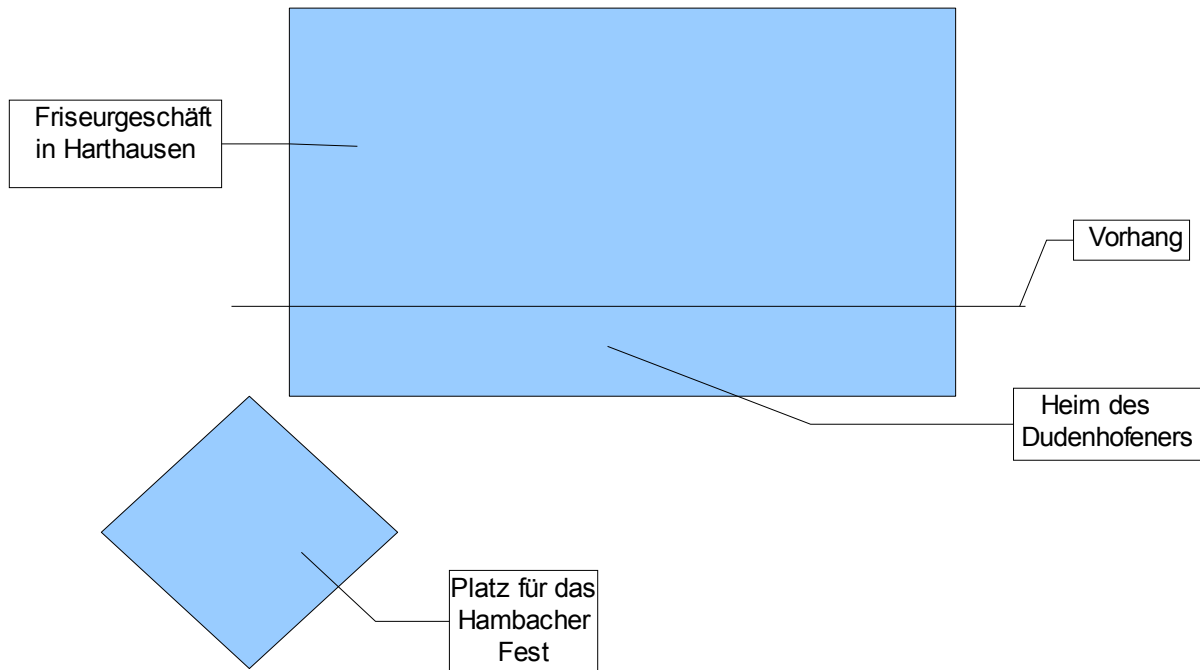 Friseurgeschäft
in Harthausen
Vorhang
Heim des
Dudenhofeners
Platz für das
Hambacher
Fest